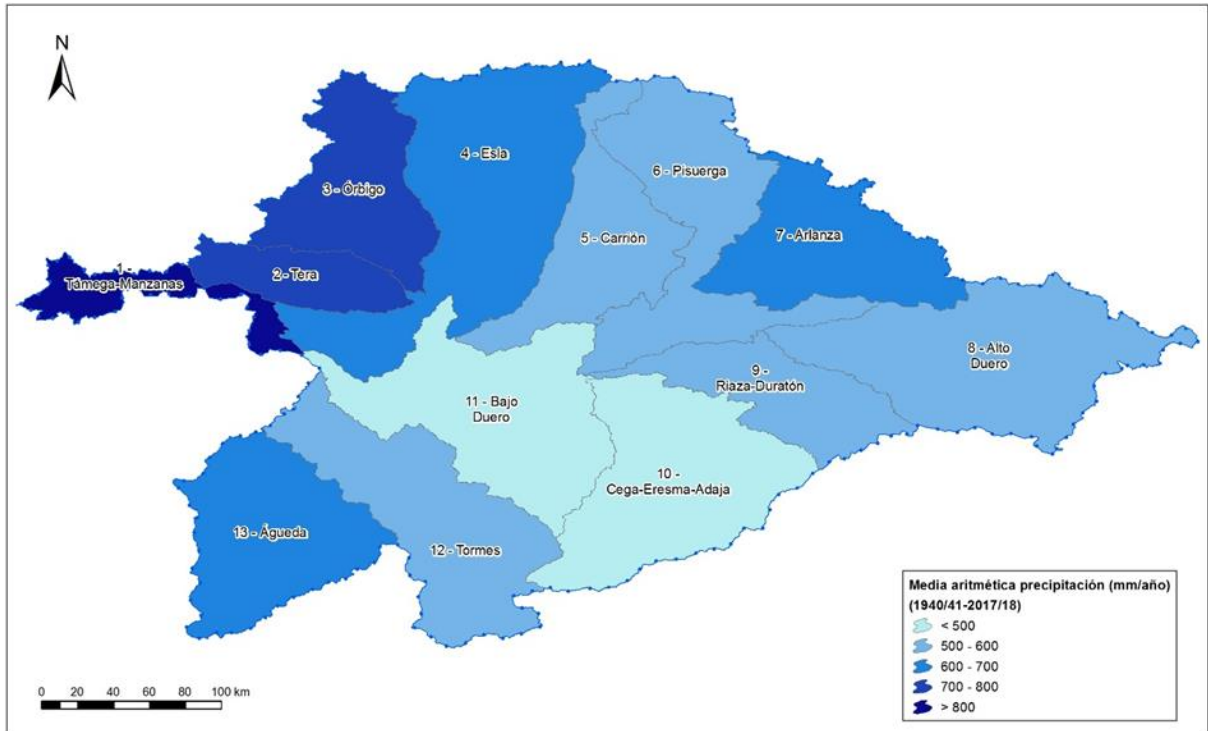 N
4 - Esla
6 - Pisuerga
3 - Órbigo
5 - Carrión
7 - Arlanza
1 -
Támega-Manzanas
2 - Tera
8 - Alto
Duero
9 -
Riaza-Duratón
11 - Bajo
Duero
10 -
Cega-Eresma-Adaja
13 - Águeda
12 - Tormes
Media aritmética precipitación (mm/año)
(1940/41-2017/18)
< 500
500 - 600
600 - 700
700 - 800
> 800
0 10 20 40 60 80 100 km